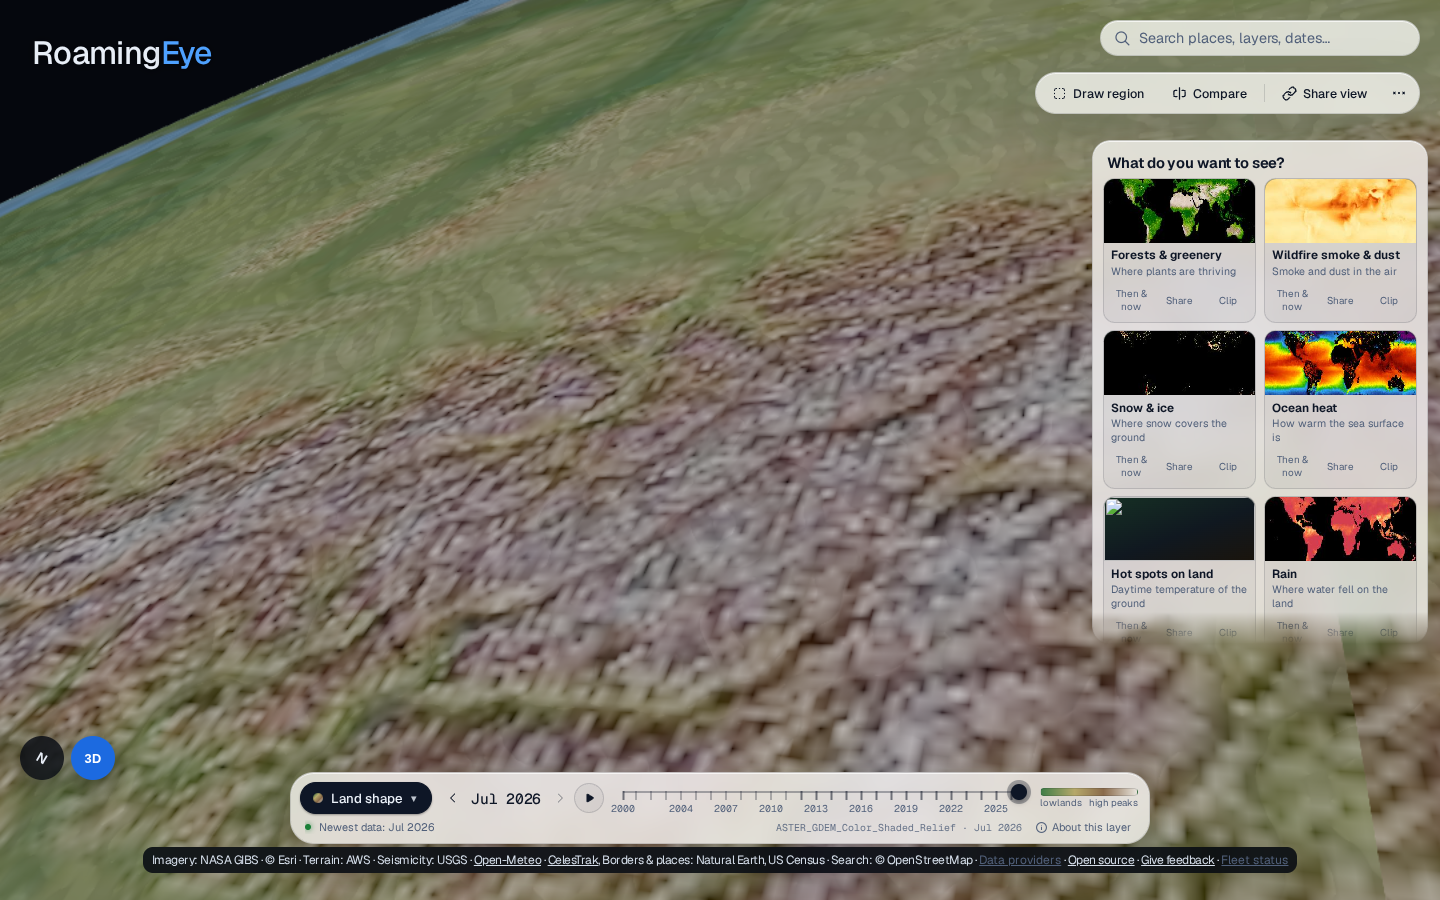 RoamingEye
Search places, layers, dates...
Draw region
Compare
Share view
What do you want to see?
Forests & greenery
Where plants are thriving
Then & now
Share
Clip
Wildfire smoke & dust
Smoke and dust in the air
Then & now
Share
Clip
Snow & ice
Where snow covers the
ground
Then & now
Share
Clip
Ocean heat
How warm the sea surface
is
Then & now
Share
Clip
Hot spots on land
Daytime temperature of the
ground
Then &
Share
Clip
Rain
Where water fell on the
land
Then &
Share
Clip
N
3D
Land shape
Jul 2026
2000 2004 2007 2010 2013 2016 2019 2022 2025
lowlands high peaks
Newest data: Jul 2026
ASTER_GDEM_Color_Shaded_Relief · Jul 2026
About this layer
Imagery: NASA GIBS · © Esri · Terrain: AWS · Seismicity: USGS · Open-Meteo · CelesTrak, Borders & places: Natural Earth, US Census · Search: © OpenStreetMap · Data providers · Open source · Give feedback · Fleet status